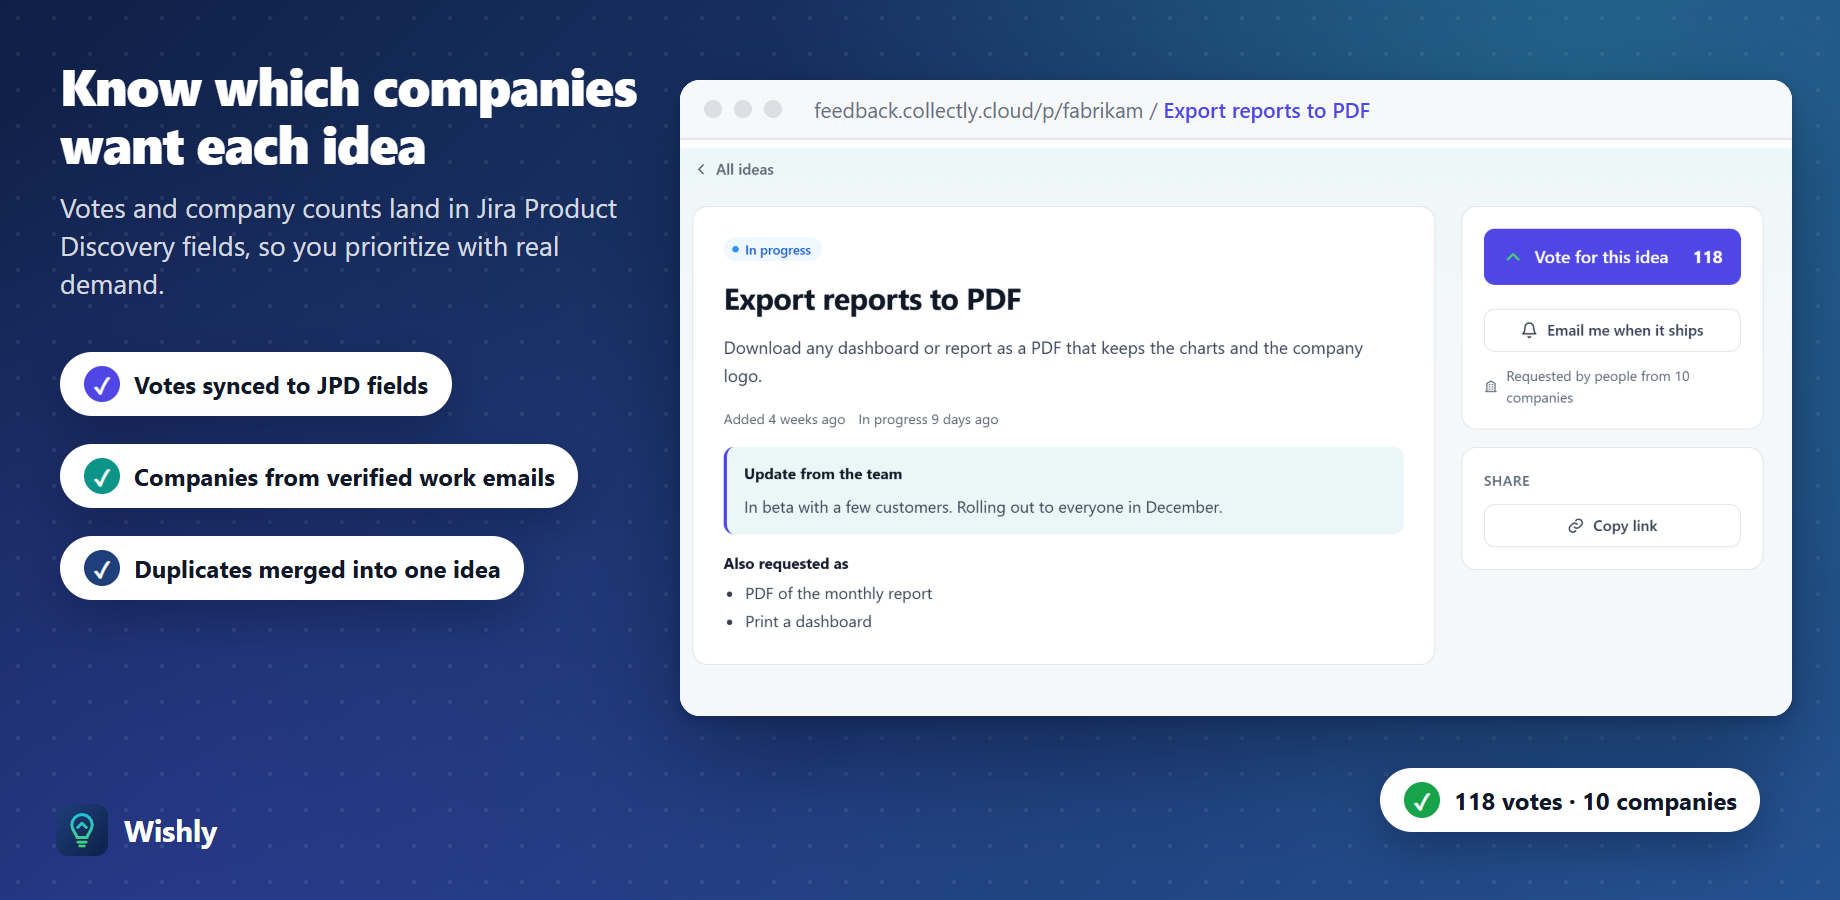 Know which companies
want each idea
Votes and company counts land in Jira Product
Discovery fields, so you prioritize with real
demand.
✓ Votes synced to JPD fields
✓ Companies from verified work emails
✓ Duplicates merged into one idea
Wishly
feedback.collectly.cloud/p/fabrikam / Export reports to PDF
All ideas
In progress
Export reports to PDF
Download any dashboard or report as a PDF that keeps the charts and the company
logo.
Added 4 weeks ago In progress 9 days ago
Update from the team
In beta with a few customers. Rolling out to everyone in December.
Also requested as
• PDF of the monthly report
• Print a dashboard
Vote for this idea 118
Email me when it ships
Requested by people from 10
companies
SHARE
Copy link
✓ 118 votes · 10 companies